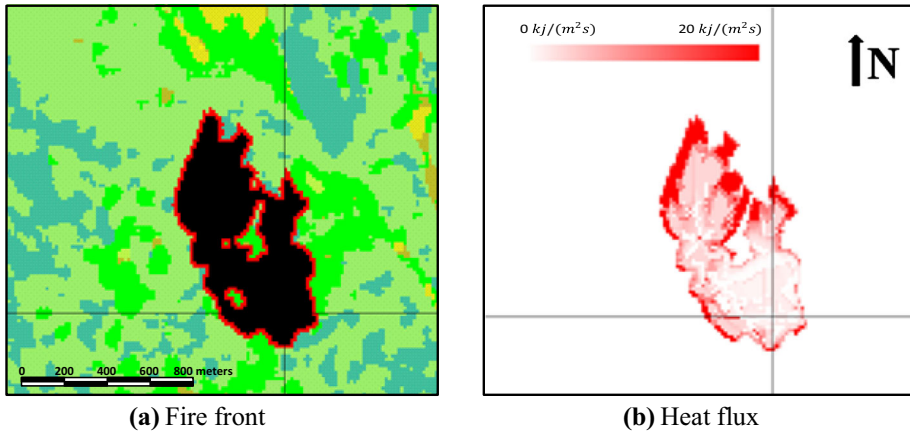 0 kj/(m²s) 20 kj/(m²s)
N
0 200 400 600 800 meters
(a) Fire front
(b) Heat flux